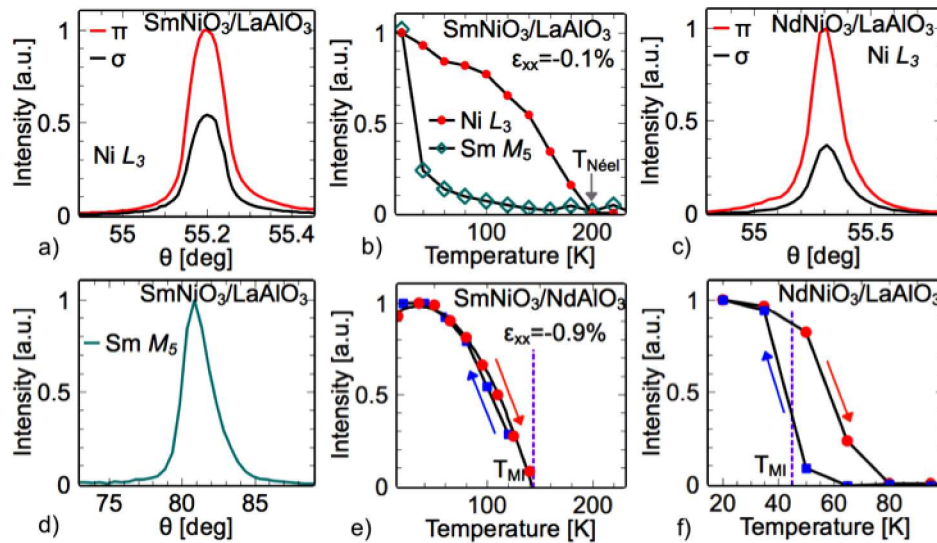 SmNiO₃/LaAlO₃
π
σ
Ni L₃
Intensity [a.u.]
1
0.5
0
55
55.2
55.4
θ [deg]
a)
SmNiO₃/LaAlO₃
εxx=-0.1%
Ni L₃
Sm M₅
TNéel
Intensity [a.u.]
1
0.5
0
100
200
Temperature [K]
b)
NdNiO₃/LaAlO₃
π
σ
Ni L₃
Intensity [a.u.]
1
0.5
0
55
55.5
θ [deg]
c)
SmNiO₃/LaAlO₃
Sm M₅
Intensity [a.u.]
1
0.5
0
75
80
85
θ [deg]
d)
SmNiO₃/NdAlO₃
εxx=-0.9%
TMI
Intensity [a.u.]
1
0.5
0
100
200
Temperature [K]
e)
NdNiO₃/LaAlO₃
TMI
Intensity [a.u.]
1
0.5
0
20
40
60
80
Temperature [K]
f)